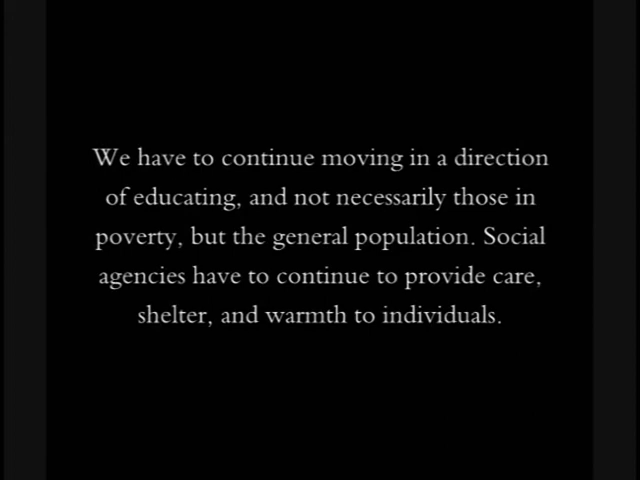 We have to continue moving in a direction
of educating, and not necessarily those in
poverty, but the general population. Social
agencies have to continue to provide care,
shelter, and warmth to individuals.